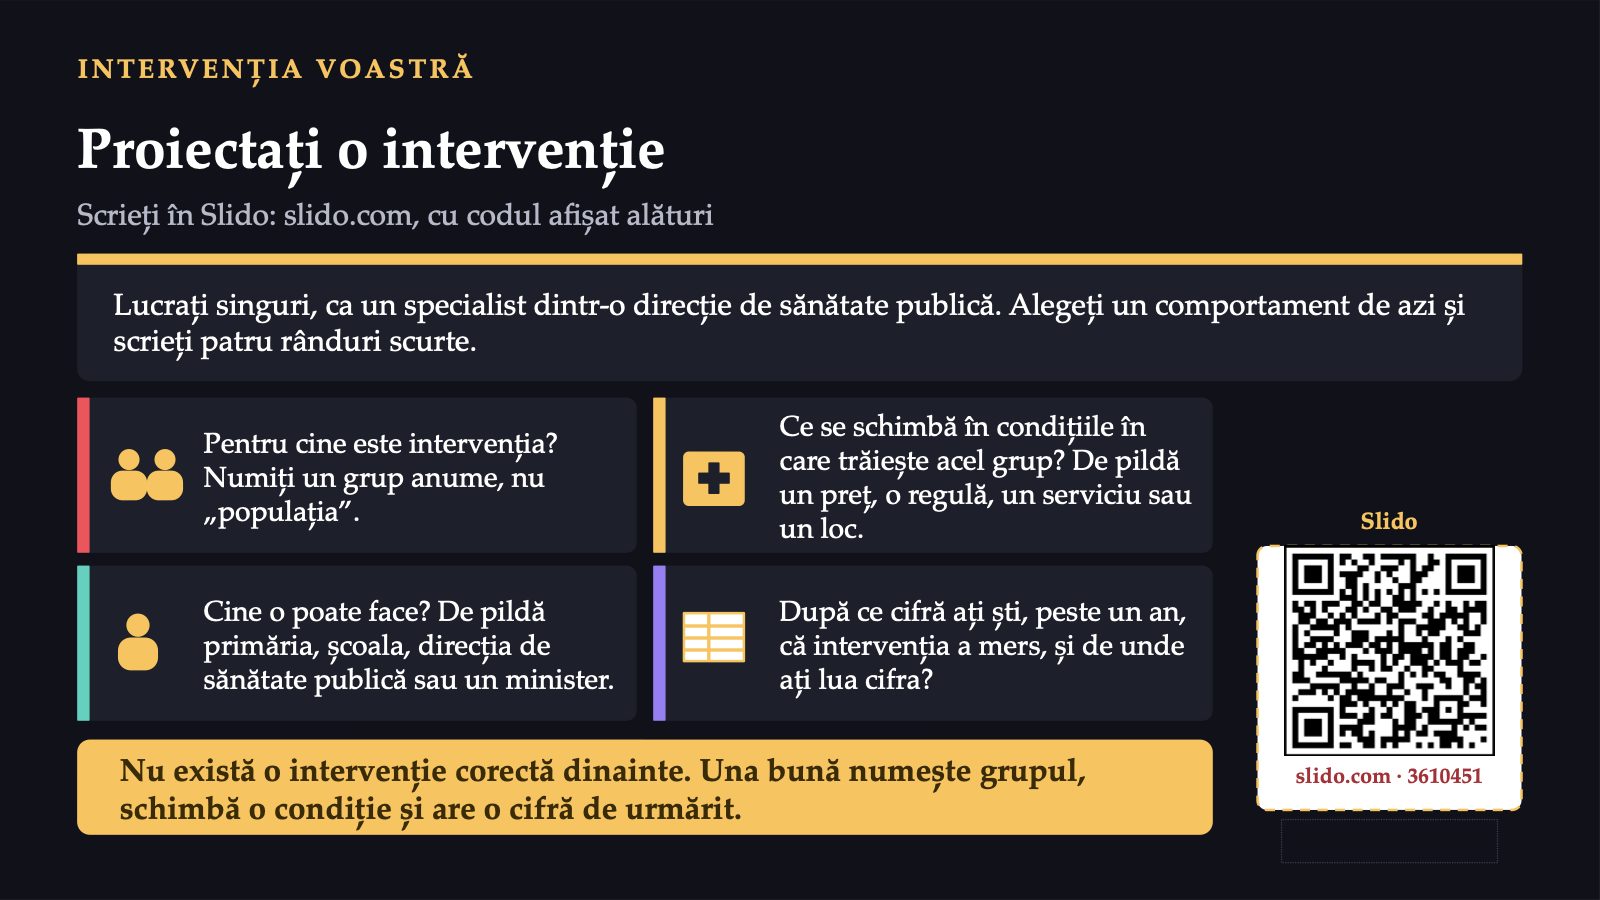 INTERVENȚIA VOASTRĂ
Proiectați o intervenție
Scrieți în Slido: slido.com, cu codul afișat alături
Lucrați singuri, ca un specialist dintr-o direcție de sănătate publică. Alegeți un comportament de azi și
scrieți patru rânduri scurte.
Pentru cine este intervenția?
Numiți un grup anume, nu
„populația”.
Ce se schimbă în condițiile în
care trăiește acel grup? De pildă
un preț, o regulă, un serviciu sau
un loc.
Cine o poate face? De pildă
primăria, școala, direcția de
sănătate publică sau un minister.
După ce cifră ați ști, peste un an,
că intervenția a mers, și de unde
ați lua cifra?
Nu există o intervenție corectă dinainte. Una bună numește grupul,
schimbă o condiție și are o cifră de urmărit.
Slido
slido.com · 3610451